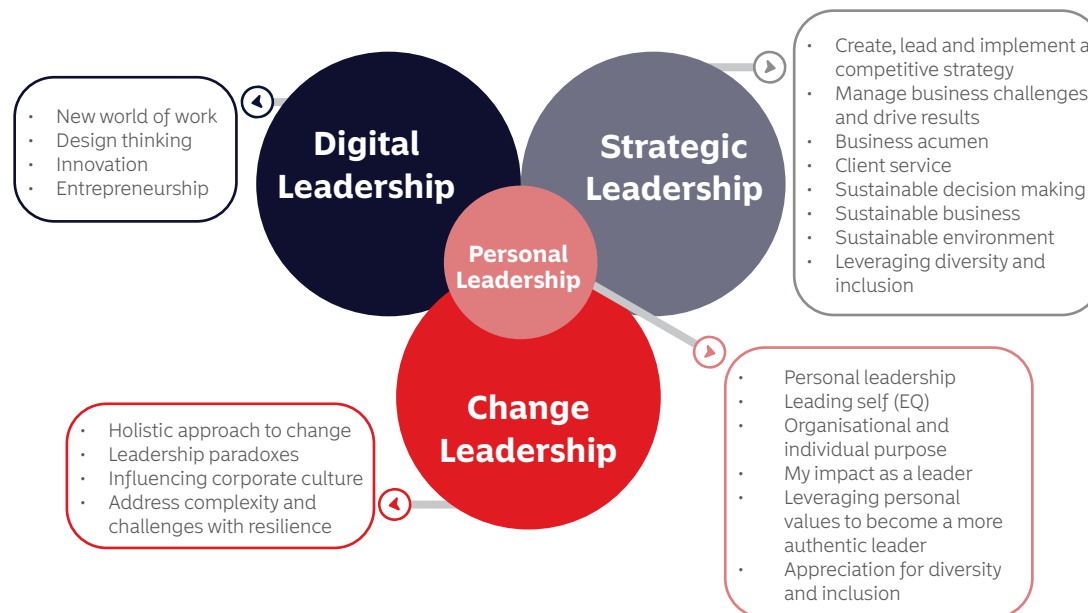 Digital
Leadership
Strategic
Leadership
Personal
Leadership
Change
Leadership
• New world of work
• Design thinking
• Innovation
• Entrepreneurship
• Create, lead and implement a
competitive strategy
• Manage business challenges
and drive results
• Business acumen
• Client service
• Sustainable decision making
• Sustainable business
• Sustainable environment
• Leveraging diversity and
inclusion
• Holistic approach to change
• Leadership paradoxes
• Influencing corporate culture
• Address complexity and
challenges with resilience
• Personal leadership
• Leading self (EQ)
• Organisational and
individual purpose
• My impact as a leader
• Leveraging personal
values to become a more
authentic leader
• Appreciation for diversity
and inclusion